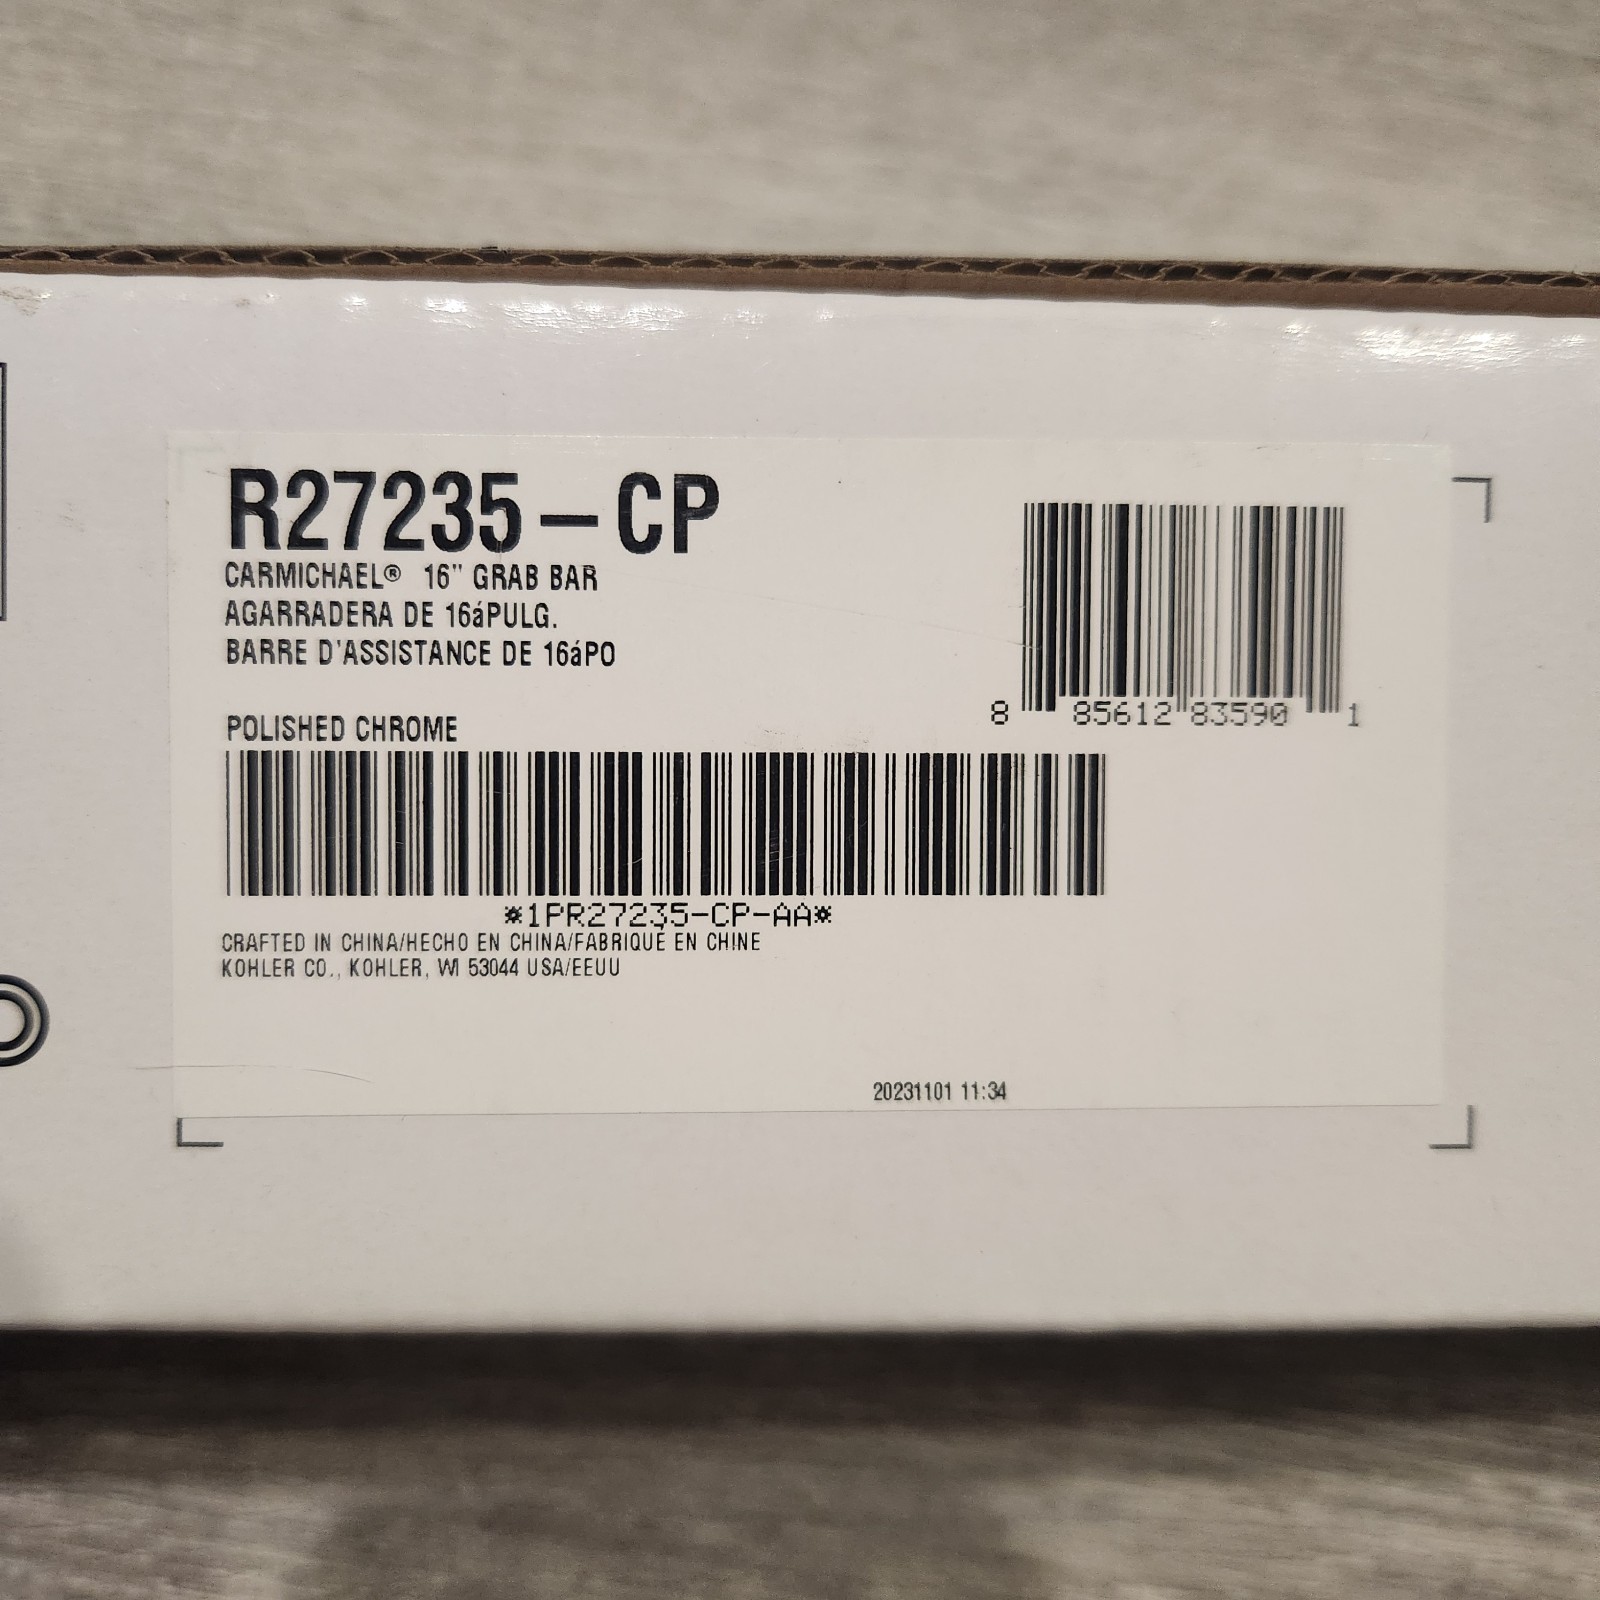 R27235-CP
CARMICHAEL® 16" GRAB BAR
AGARRADERA DE 16áPULG.
BARRE D'ASSISTANCE DE 16áPO
8 85612 83590 1
POLISHED CHROME
*1PR27235-CP-AA*
CRAFTED IN CHINA/HECHO EN CHINA/FABRIQUÉ EN CHINE
KOHLER CO., KOHLER, WI 53044 USA/EEUU
20231101 11:34